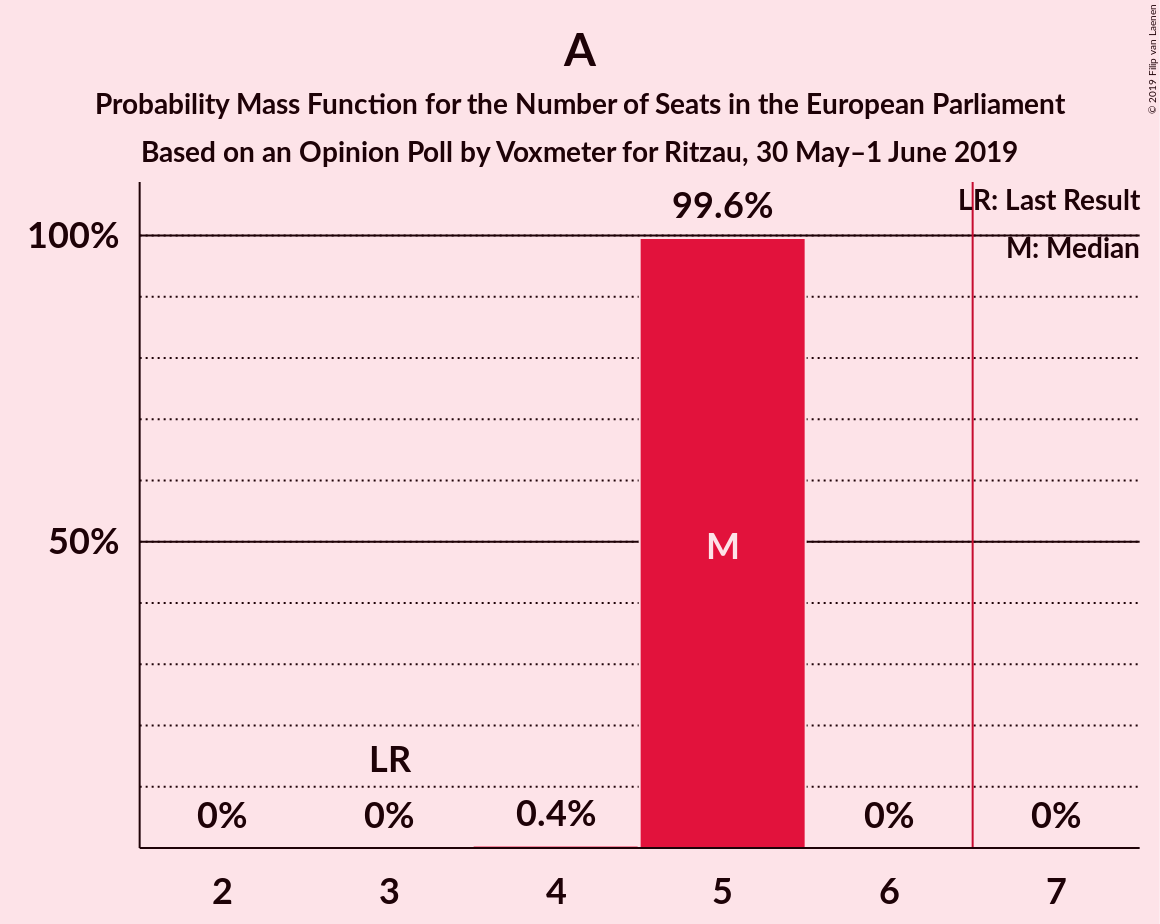 A
Probability Mass Function for the Number of Seats in the European Parliament
Based on an Opinion Poll by Voxmeter for Ritzau, 30 May–1 June 2019
© 2019 Filip van Laenen
LR: Last Result
M: Median
99.6%
100%
50%
M
LR
0%
0%
0.4%
0%
0%
2
3
4
5
6
7